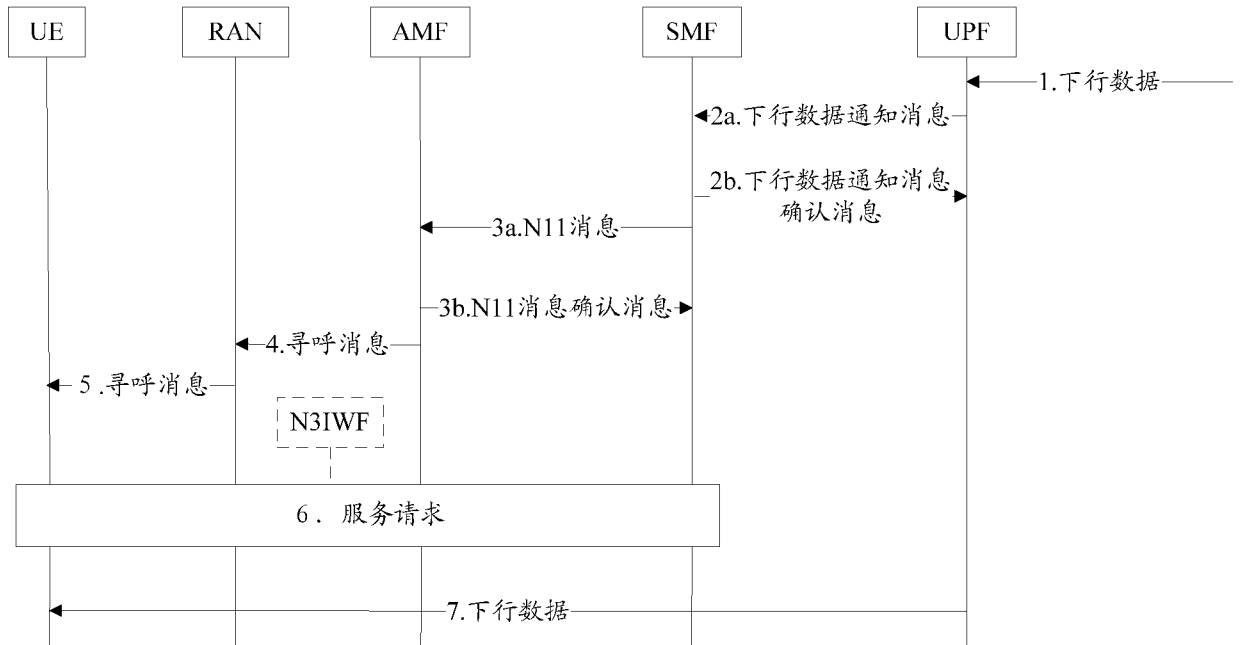 UE
RAN
AMF
SMF
UPF
1.下行数据
2a.下行数据通知消息
2b.下行数据通知消息
确认消息
3a.N11消息
3b.N11消息确认消息
4.寻呼消息
5 .寻呼消息
N3IWF
6． 服务请求
7.下行数据